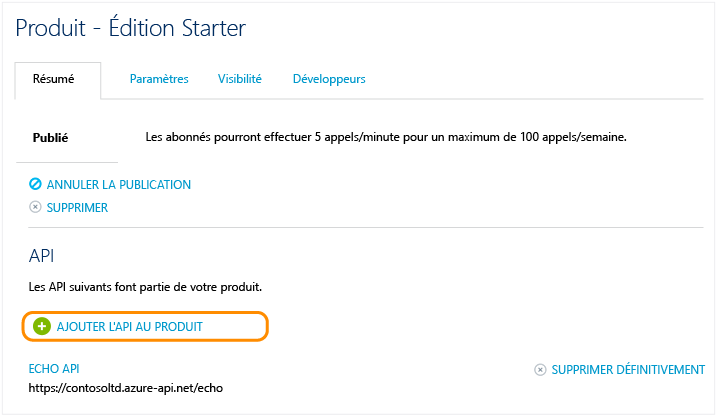 Produit - Édition Starter
Résumé Paramètres Visibilité Développeurs
Publié Les abonnés pourront effectuer 5 appels/minute pour un maximum de 100 appels/semaine.
ANNULER LA PUBLICATION
SUPPRIMER
API
Les API suivants font partie de votre produit.
AJOUTER L'API AU PRODUIT
ECHO API SUPPRIMER DÉFINITIVEMENT
https://contosoltd.azure-api.net/echo